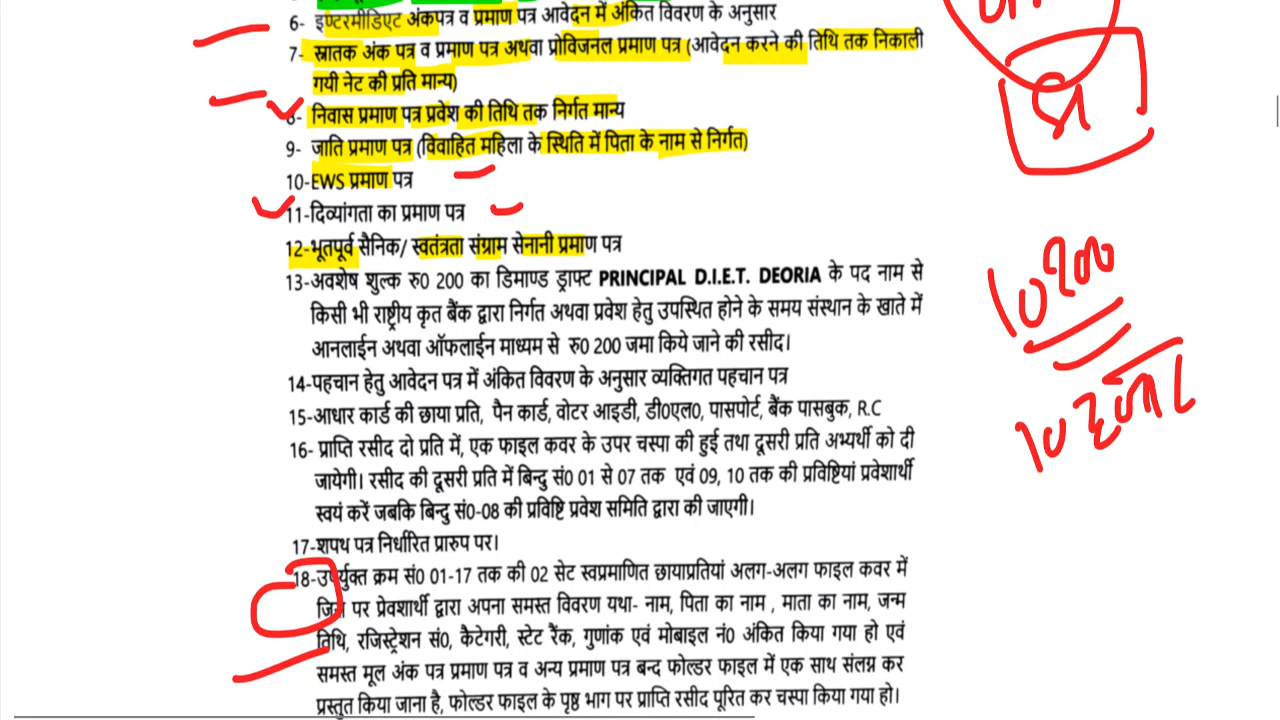 6- इण्टरमीडिएट अंकपत्र व प्रमाण पत्र आवेदन में अंकित विवरण के अनुसार
7- स्नातक अंक पत्र व प्रमाण पत्र अथवा प्रोविजनल प्रमाण पत्र (आवेदन करने की तिथि तक निकाली
गयी नेट की प्रति मान्य)
8- निवास प्रमाण पत्र प्रवेश की तिथि तक निर्गत मान्य
9- जाति प्रमाण पत्र (विवाहित महिला के स्थिति में पिता के नाम से निर्गत)
10-EWS प्रमाण पत्र
11-दिव्यांगता का प्रमाण पत्र
12-भूतपूर्व सैनिक/ स्वतंत्रता संग्राम सेनानी प्रमाण पत्र
13-अवशेष शुल्क रु0 200 का डिमाण्ड ड्राफ्ट PRINCIPAL D.I.E.T. DEORIA के पद नाम से
किसी भी राष्ट्रीय कृत बैंक द्वारा निर्गत अथवा प्रवेश हेतु उपस्थित होने के समय संस्थान के खाते में
आनलाईन अथवा ऑफलाईन माध्यम से रु0 200 जमा किये जाने की रसीद।
14-पहचान हेतु आवेदन पत्र में अंकित विवरण के अनुसार व्यक्तिगत पहचान पत्र
15-आधार कार्ड की छाया प्रति, पैन कार्ड, वोटर आइडी, डी0एल0, पासपोर्ट, बैंक पासबुक, R.C
16- प्राप्ति रसीद दो प्रति में, एक फाइल कवर के उपर चस्पा की हुई तथा दूसरी प्रति अभ्यर्थी को दी
जायेगी। रसीद की दूसरी प्रति में बिन्दु सं0 01 से 07 तक एवं 09, 10 तक की प्रविष्टियां प्रवेशार्थी
स्वयं करें जबकि बिन्दु सं0-08 की प्रविष्टि प्रवेश समिति द्वारा की जाएगी।
17-शपथ पत्र निर्धारित प्रारुप पर।
18-उपर्युक्त क्रम सं0 01-17 तक की 02 सेट स्वप्रमाणित छायाप्रतियां अलग-अलग फाइल कवर में
जिस पर प्रेवशार्थी द्वारा अपना समस्त विवरण यथा- नाम, पिता का नाम , माता का नाम, जन्म
तिथि, रजिस्ट्रेशन सं0, कैटेगरी, स्टेट रैंक, गुणांक एवं मोबाइल नं0 अंकित किया गया हो एवं
समस्त मूल अंक पत्र प्रमाण पत्र व अन्य प्रमाण पत्र बन्द फोल्डर फाइल में एक साथ संलग्न कर
प्रस्तुत किया जाना है, फोल्डर फाइल के पृष्ठ भाग पर प्राप्ति रसीद पूरित कर चस्पा किया गया हो।
10200